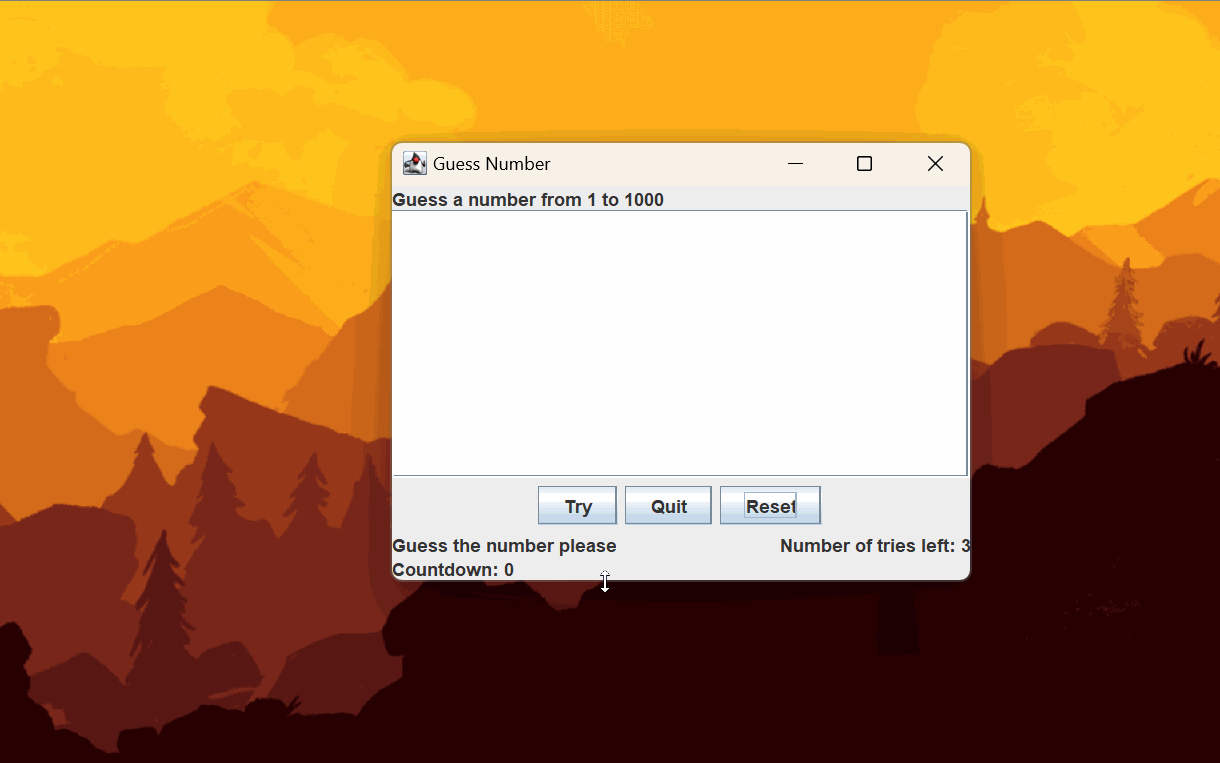 Guess Number
Guess a number from 1 to 1000
Try Quit Reset
Guess the number please Number of tries left: 3
Countdown: 0